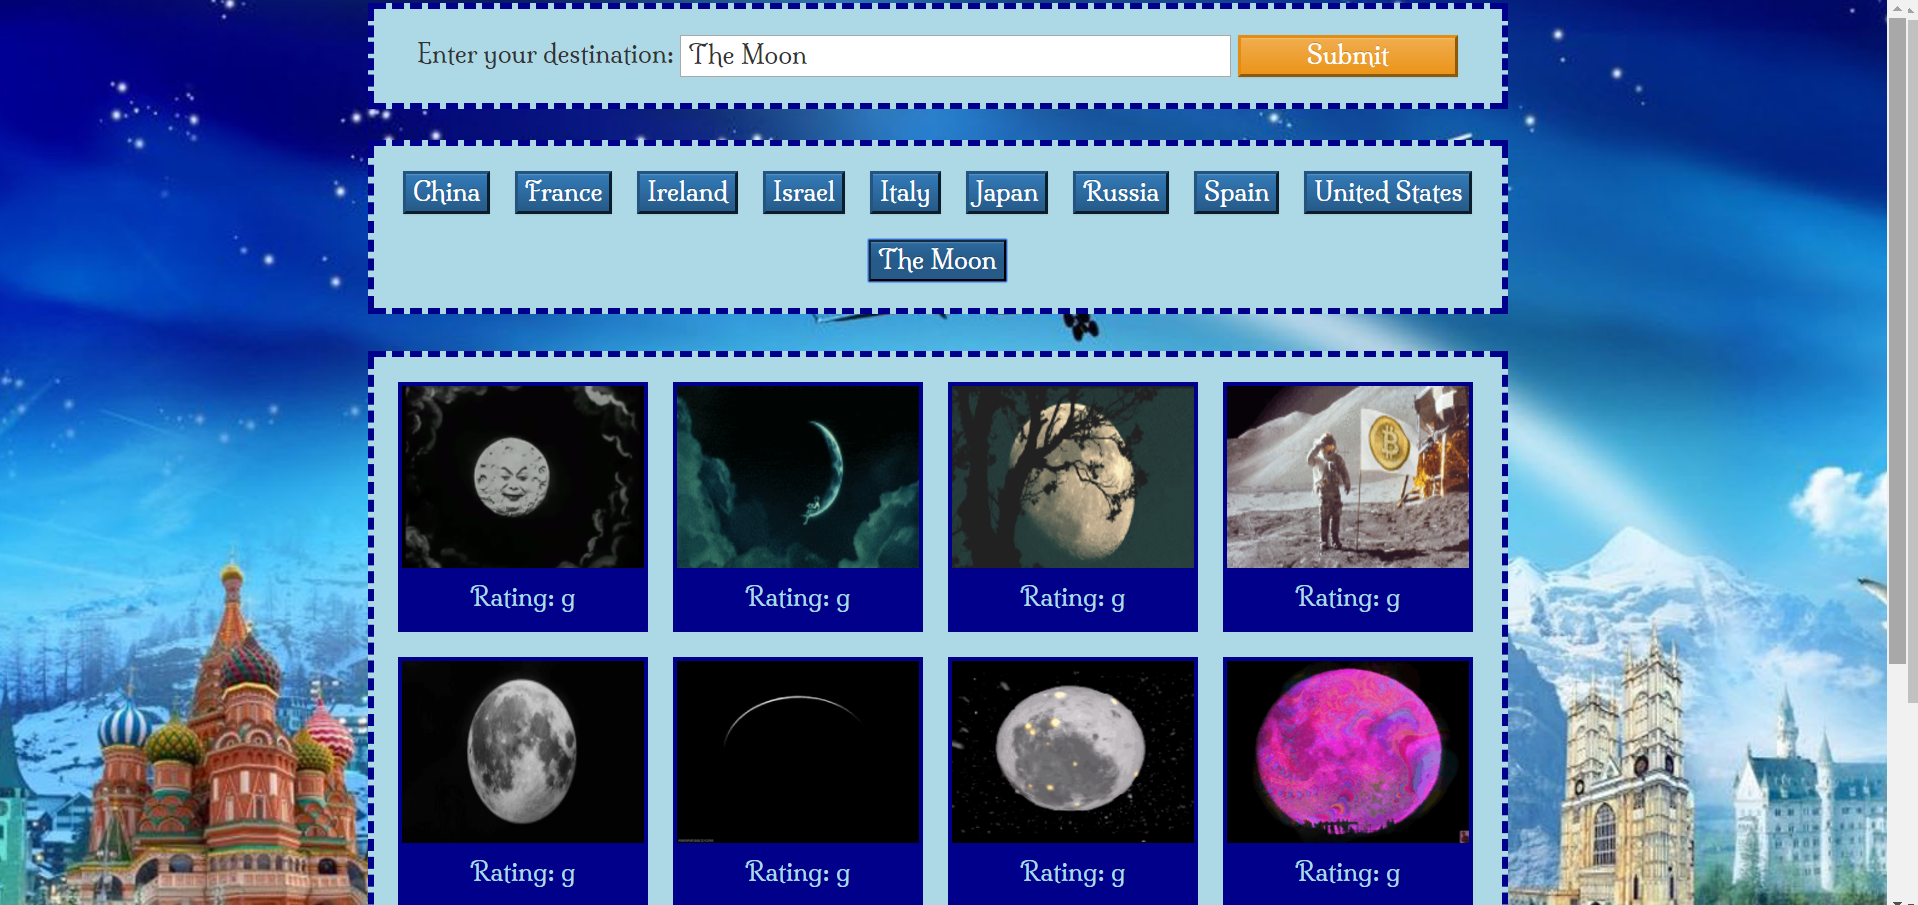 Enter your destination: The Moon Submit
China France Ireland Israel Italy Japan Russia Spain United States
The Moon
B
Rating: g Rating: g Rating: g Rating: g
Rating: g Rating: g Rating: g Rating: g